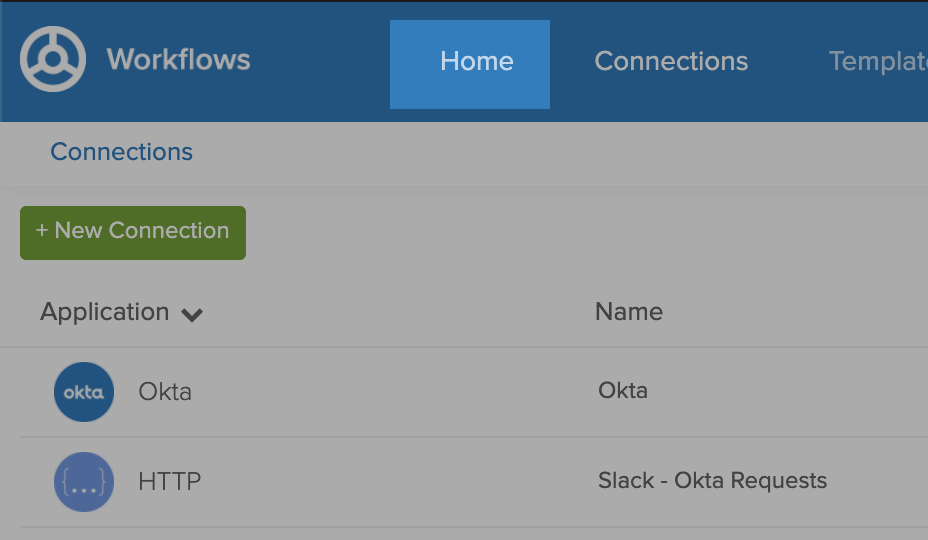 Workflows Home Connections Templat
Connections
+ New Connection
Application Name
okta Okta Okta
{...} HTTP Slack - Okta Requests